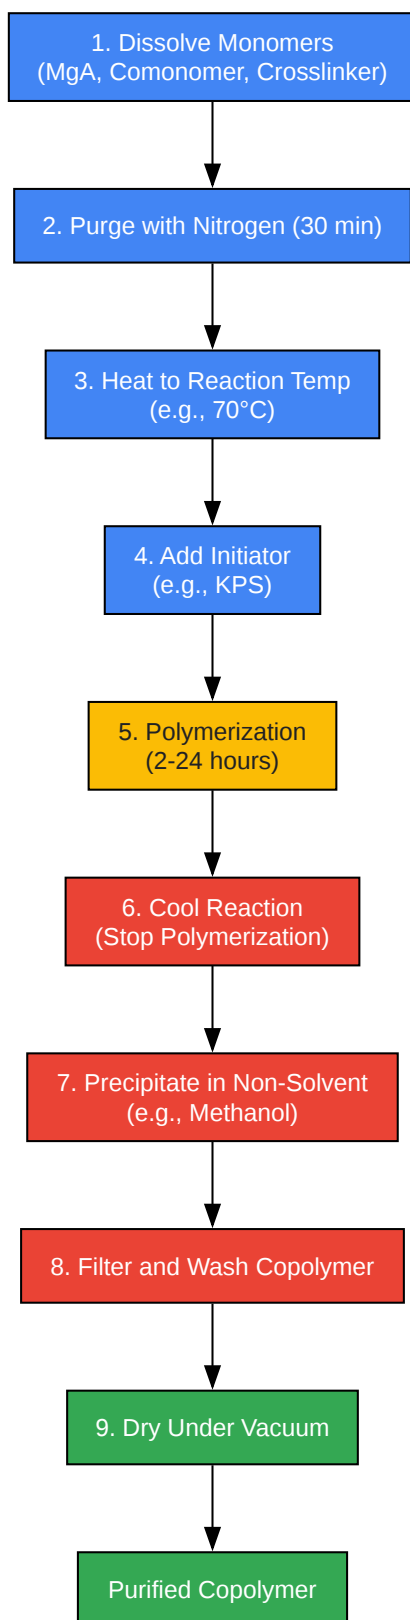 1. Dissolve Monomers
(MgA, Comonomer, Crosslinker)
2. Purge with Nitrogen (30 min)
3. Heat to Reaction Temp
(e.g., 70°C)
4. Add Initiator
(e.g., KPS)
5. Polymerization
(2-24 hours)
6. Cool Reaction
(Stop Polymerization)
7. Precipitate in Non-Solvent
(e.g., Methanol)
8. Filter and Wash Copolymer
9. Dry Under Vacuum
Purified Copolymer